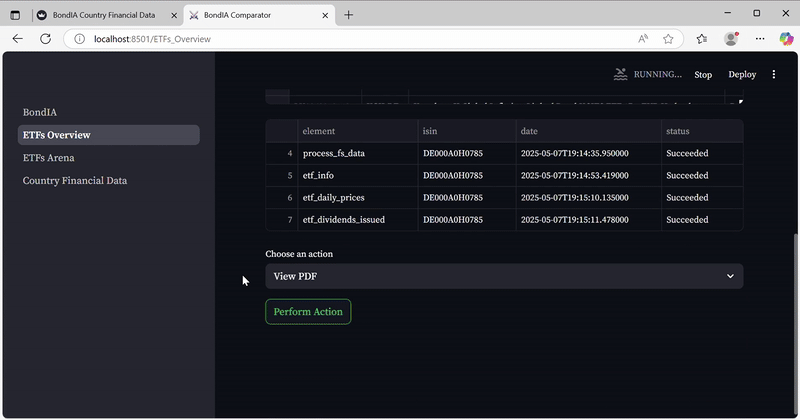 BondIA Country Financial Data
BondIA Comparator
localhost:8501/ETFs_Overview
RUNNING...
Stop
Deploy
BondIA
ETFs Overview
ETFs Arena
Country Financial Data
element isin date status
4 process_fs_data DE000A0H0785 2025-05-07T19:14:35.950000 Succeeded
5 etf_info DE000A0H0785 2025-05-07T19:14:53.419000 Succeeded
6 etf_daily_prices DE000A0H0785 2025-05-07T19:15:10.135000 Succeeded
7 etf_dividends_issued DE000A0H0785 2025-05-07T19:15:11.478000 Succeeded
Choose an action
View PDF
Perform Action